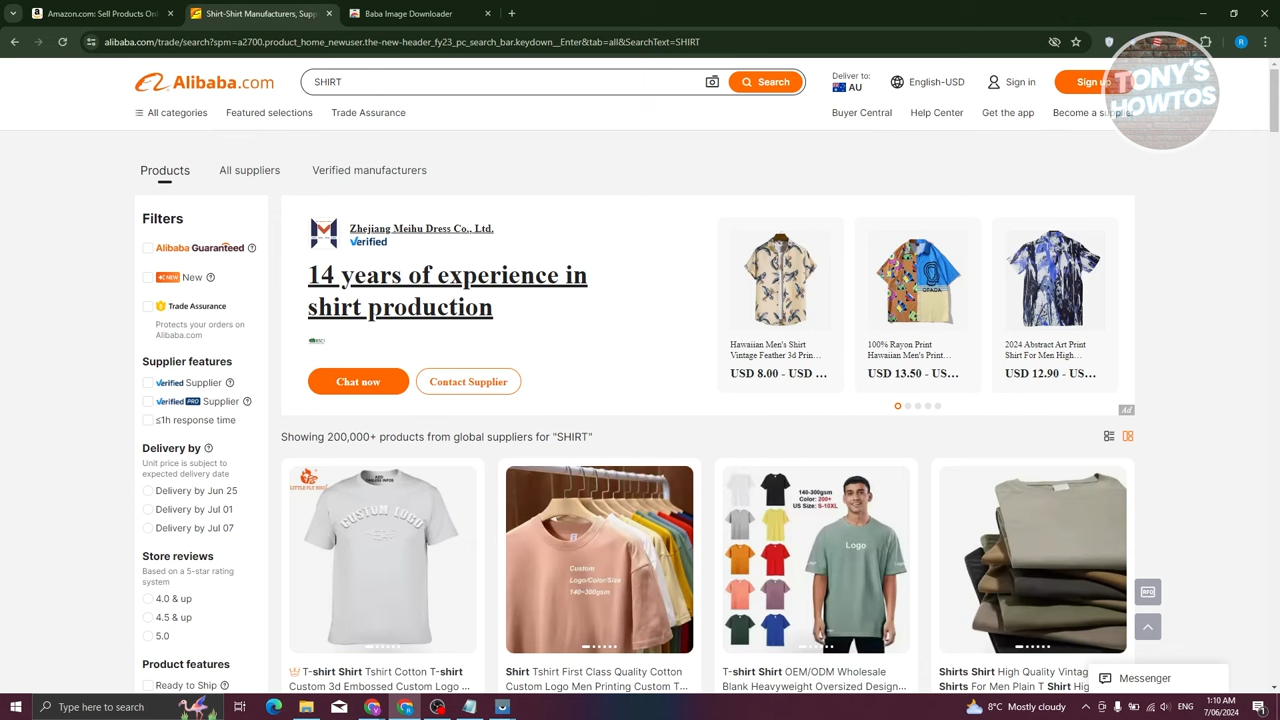 Amazon.com: Sell Products Onl
Shirt-Shirt Manufacturers, Su
Baba Image Downloader
alibaba.com/trade/search?spm=a2700.product_home_newuser.the-new-header_fy23_pc_search_bar.keydown__Enter&tab=all&SearchText=SHIRT
R
Alibaba.com
SHIRT
Search
Deliver to:
AU
English-USD
Sign in
Sign up
TONY'S
HOWTOS
All categories
Featured selections
Trade Assurance
Buyer Central
Help Center
Get the app
Become a supplier
Products
All suppliers
Verified manufacturers
Filters
Alibaba Guaranteed
NEW New
Trade Assurance
Protects your orders on
Alibaba.com
Supplier features
Verified Supplier
Verified PRO Supplier
≤1h response time
Delivery by
Unit price is subject to
expected delivery date
Delivery by Jun 25
Delivery by Jul 01
Delivery by Jul 07
Store reviews
Based on a 5-star rating
system
4.0 & up
4.5 & up
5.0
Product features
Ready to Ship
Zhejiang Meihu Dress Co., Ltd.
Verified
14 years of experience in
shirt production
Chat now
Contact Supplier
Hawaiian Men's Shirt
Vintage Feather 3d Prin...
USD 8.00 - USD ...
100% Rayon Print
Hawaiian Men's Print...
USD 13.50 - US...
2024 Abstract Art Print
Shirt For Men High...
USD 12.90 - US...
Ad
Showing 200,000+ products from global suppliers for "SHIRT"
LITTLE FLY BIRD
CUSTOM LOGO
Custom
Logo/Color/Size
140~300gsm
140-300gsm
Color: 200+
US Size: S-10XL
Logo
RFQ
T-shirt Shirt Tshirt Cotton T-shirt
Custom 3d Embossed Custom Logo ...
Shirt Tshirt First Class Quality Cotton
Custom Logo Men Printing Custom T...
T-shirt Shirt OEM/ODM Wholesale
Blank Heavyweight Oversized Design...
Shirts Shirt High Quality Vintag
Shirts For Men Plain T Shirt Hig
Messenger
Type here to search
8°C Mostly cloudy
ENG
1:10 AM
7/06/2024